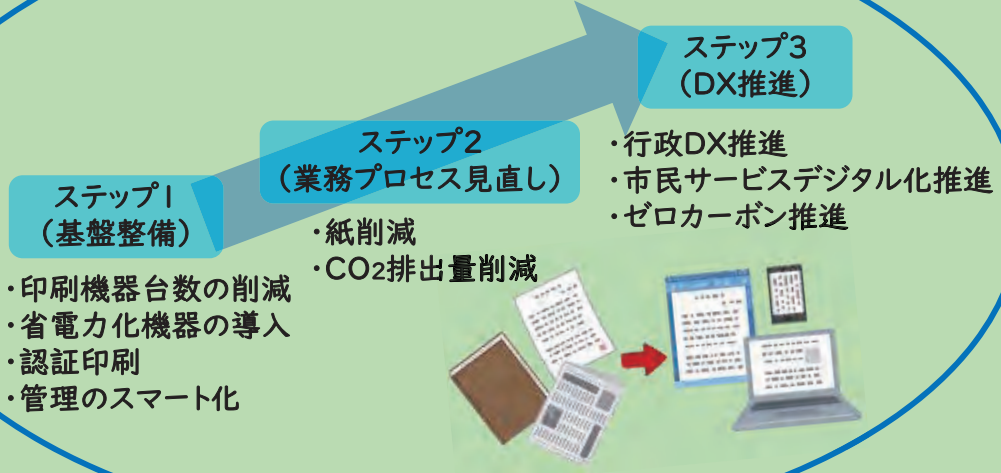 ステップ1
(基盤整備)
・印刷機器台数の削減
・省電力化機器の導入
・認証印刷
・管理のスマート化
ステップ2
(業務プロセス見直し)
・紙削減
・CO2排出量削減
ステップ3
(DX推進)
・行政DX推進
・市民サービスデジタル化推進
・ゼロカーボン推進